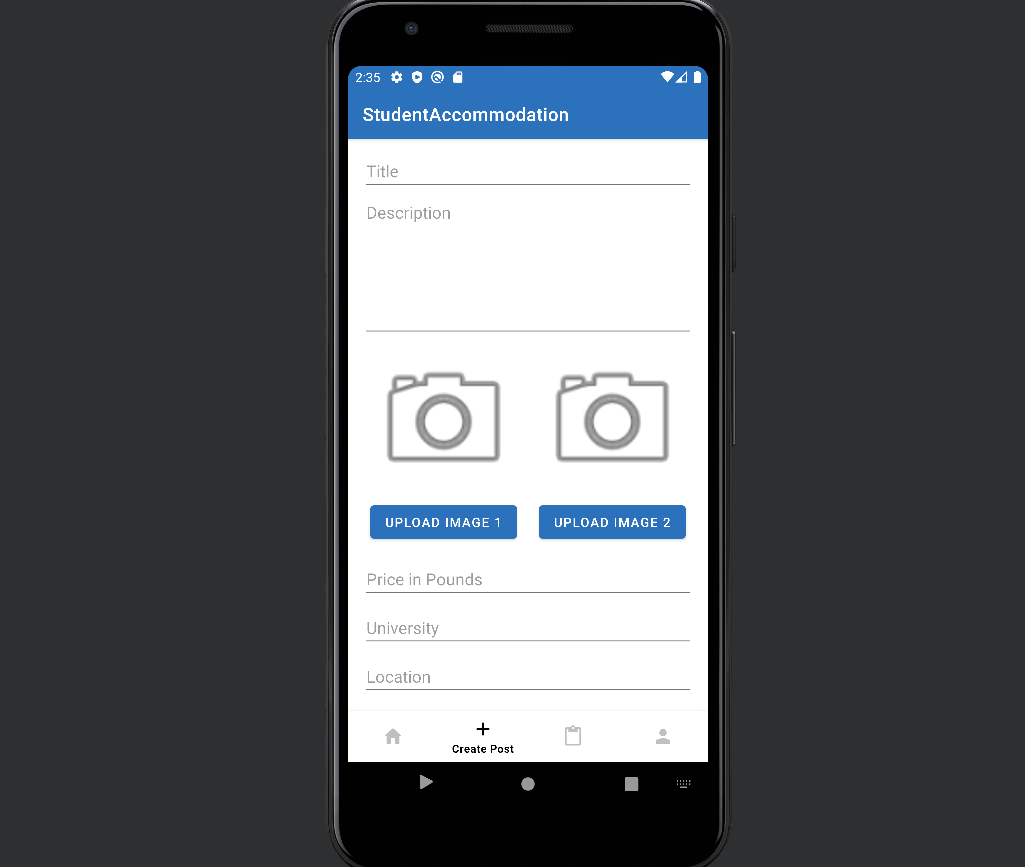 2:35
StudentAccommodation
Title
Description
UPLOAD IMAGE 1 UPLOAD IMAGE 2
Price in Pounds
University
Location
Create Post